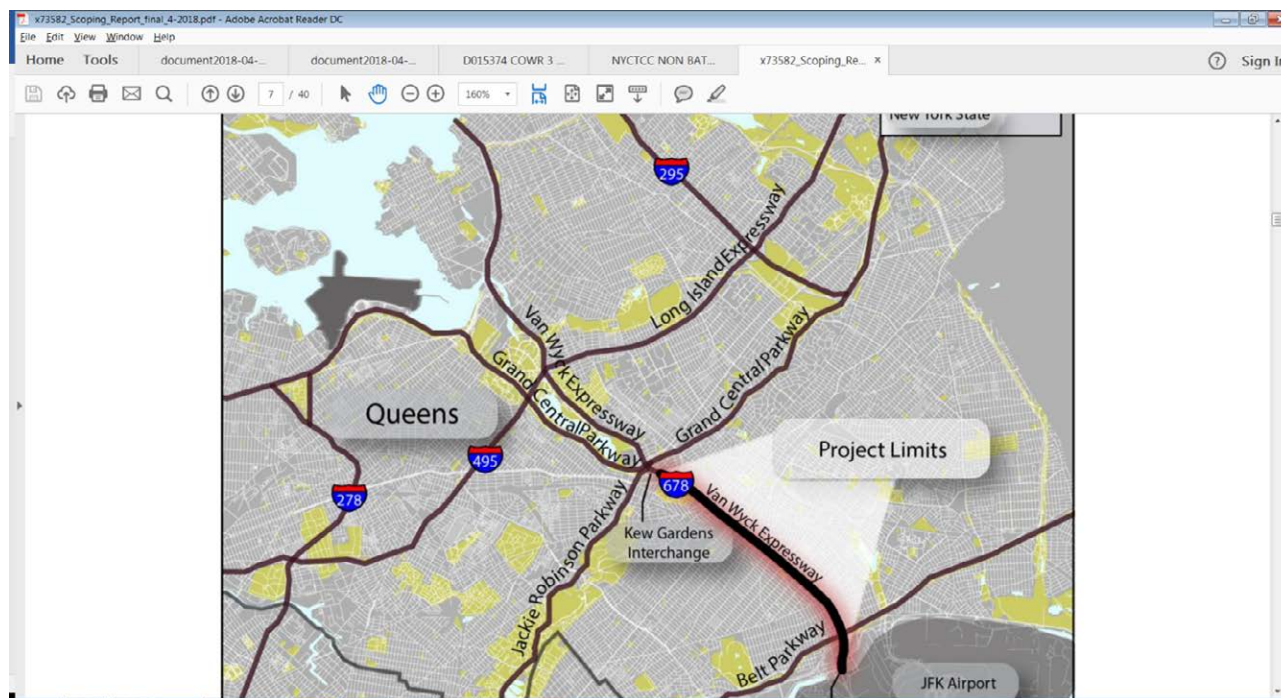 x73582_Scoping_Report_final_4-2018.pdf - Adobe Acrobat Reader DC
File Edit View Window Help
Home Tools document2018-04-... document2018-04-... D015374 COWR 3 ... NYCTCC NON BAT... x73582_Scoping_Re... × ? Sign In
7 / 40 160%
New York State
295
Long Island Expressway
Van Wyck Expressway
Grand Central Parkway
Grand Central Parkway
Queens
Project Limits
495
678
278
Van Wyck Expressway
Kew Gardens
Interchange
Jackie Robinson Parkway
Belt Parkway
JFK Airport